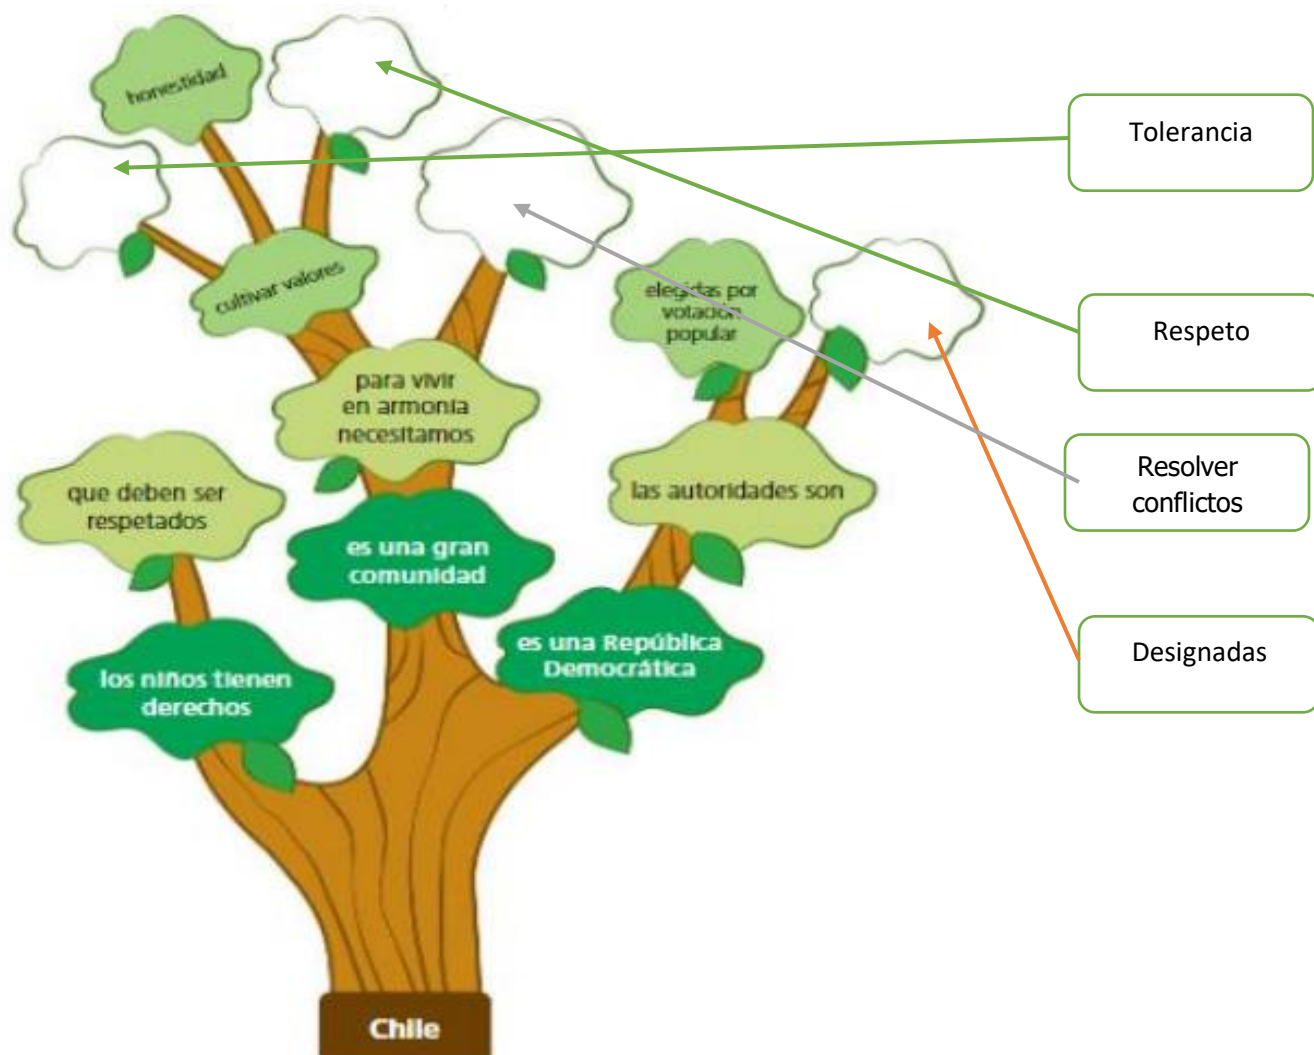 honestidad
Tolerancia
cultivar valores
elegidas por
votación
popular
Respeto
para vivir
en armonía
necesitamos
Resolver
conflictos
que deben ser
respetados
las autoridades son
es una gran
comunidad
es una República
Democrática
Designadas
los niños tienen
derechos
Chile